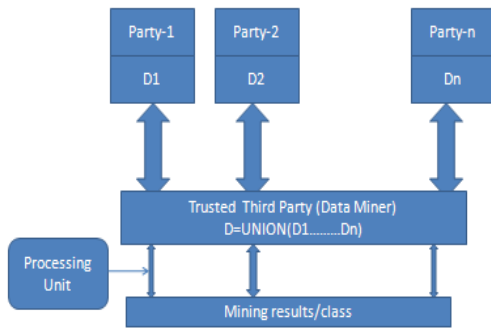 Party-1
Party-2
Party-n
D1
D2
Dn
Trusted Third Party (Data Miner)
D=UNION(D1.........Dn)
Processing
Unit
Mining results/class